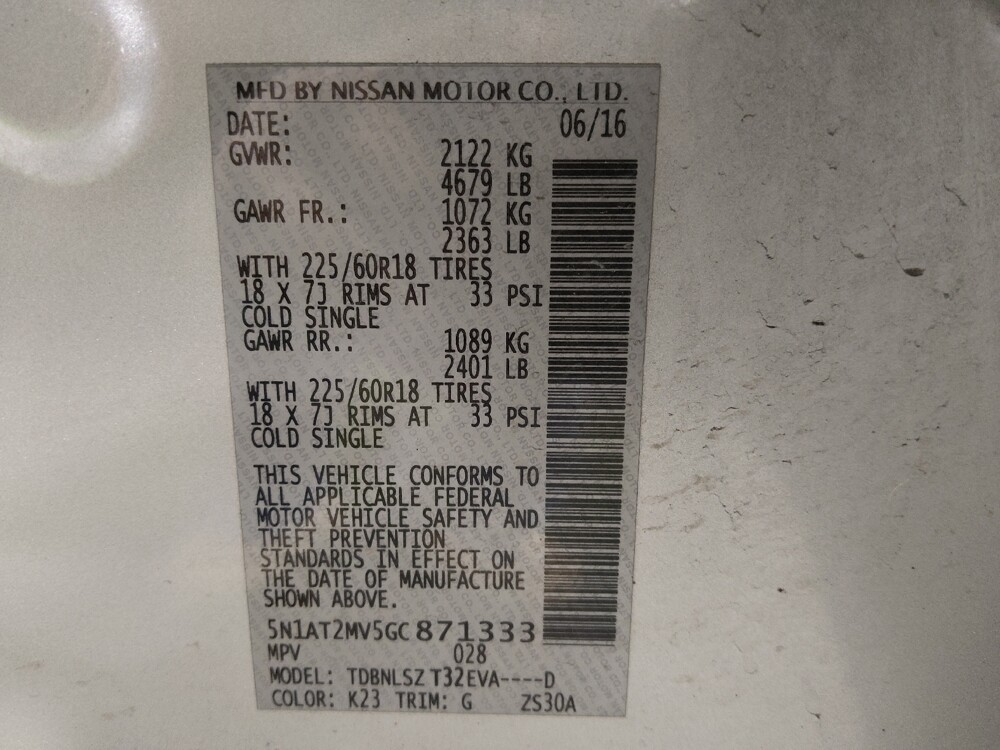 MFD BY NISSAN MOTOR CO., LTD.
DATE: 06/16
GVWR: 2122 KG
4679 LB
GAWR FR.: 1072 KG
2363 LB
WITH 225/60R18 TIRES
18 X 7J RIMS AT 33 PSI
COLD SINGLE
GAWR RR.: 1089 KG
2401 LB
WITH 225/60R18 TIRES
18 X 7J RIMS AT 33 PSI
COLD SINGLE
THIS VEHICLE CONFORMS TO
ALL APPLICABLE FEDERAL
MOTOR VEHICLE SAFETY AND
THEFT PREVENTION
STANDARDS IN EFFECT ON
THE DATE OF MANUFACTURE
SHOWN ABOVE.
5N1AT2MV5GC871333
MPV 028
MODEL: TDBNLSZ T32EVA----D
COLOR: K23 TRIM: G ZS30A